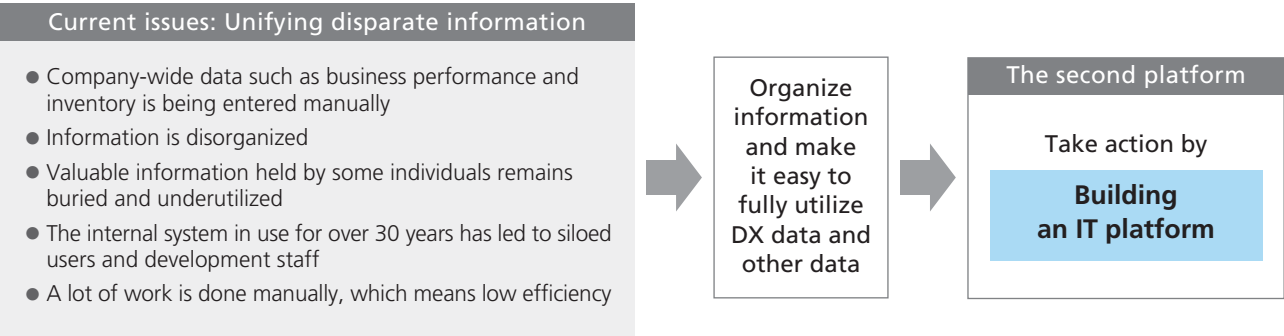 Current issues: Unifying disparate information
● Company-wide data such as business performance and
inventory is being entered manually
● Information is disorganized
● Valuable information held by some individuals remains
buried and underutilized
● The internal system in use for over 30 years has led to siloed
users and development staff
● A lot of work is done manually, which means low efficiency
Organize
information
and make
it easy to
fully utilize
DX data and
other data
The second platform
Take action by
Building
an IT platform